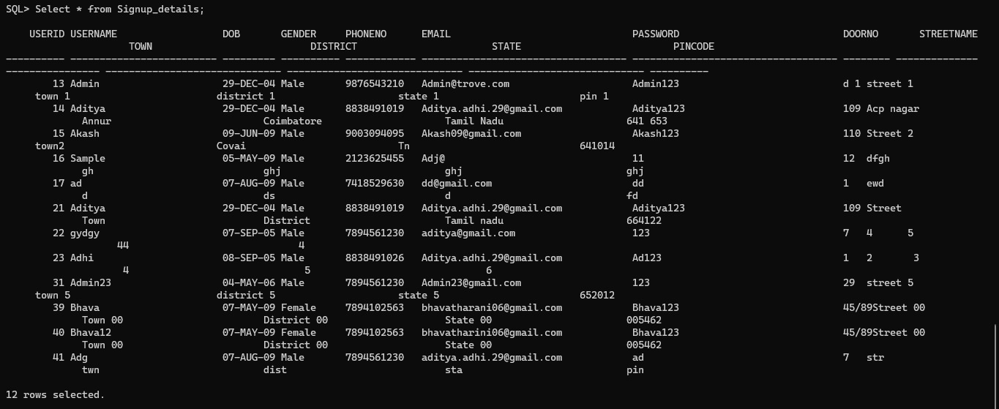 SQL> Select * from Signup_details;
USERID USERNAME DOB GENDER PHONENO EMAIL PASSWORD DOORNO STREETNAME
TOWN DISTRICT STATE PINCODE
---------- ------------------------- --------- ---------- ------------ ----------------------------------- ----------------------------------- -------- --------------
---------------- ------------------------------ ------------------------------ ------------------------------ ----------
13 Admin 29-DEC-04 Male 9876543210 Admin@trove.com Admin123 d 1 street 1
town 1 district 1 state 1 pin 1
14 Aditya 29-DEC-04 Male 8838491019 Aditya.adhi.29@gmail.com Aditya123 109 Acp nagar
Annur Coimbatore Tamil Nadu 641 653
15 Akash 09-JUN-09 Male 9003094095 Akash09@gmail.com Akash123 110 Street 2
town2 Covai Tn 641014
16 Sample 05-MAY-09 Male 2123625455 Adj@ 11 12 dfgh
gh ghj ghj ghj
17 ad 07-AUG-09 Male 7418529630 dd@gmail.com dd 1 ewd
d ds d fd
21 Aditya 29-DEC-04 Male 8838491019 Aditya.adhi.29@gmail.com Aditya123 109 Street
Town District Tamil nadu 664122
22 gydgy 07-SEP-05 Male 7894561230 aditya@gmail.com 123 7 4 5
44 4
23 Adhi 08-SEP-05 Male 8838491026 Aditya.adhi.29@gmail.com Ad123 1 2 3
4 5 6
31 Admin23 04-MAY-06 Male 7894561230 Admin23@gmail.com 123 29 street 5
town 5 district 5 state 5 652012
39 Bhava 07-MAY-09 Female 7894102563 bhavatharani06@gmail.com Bhava123 45/89Street 00
Town 00 District 00 State 00 005462
40 Bhava12 07-MAY-09 Female 7894102563 bhavatharini06@gmail.com Bhava123 45/89Street 00
Town 00 District 00 State 00 005462
41 Adg 07-AUG-09 Male 7894561230 aditya.adhi.29@gmail.com ad 7 str
twn dist sta pin
12 rows selected.